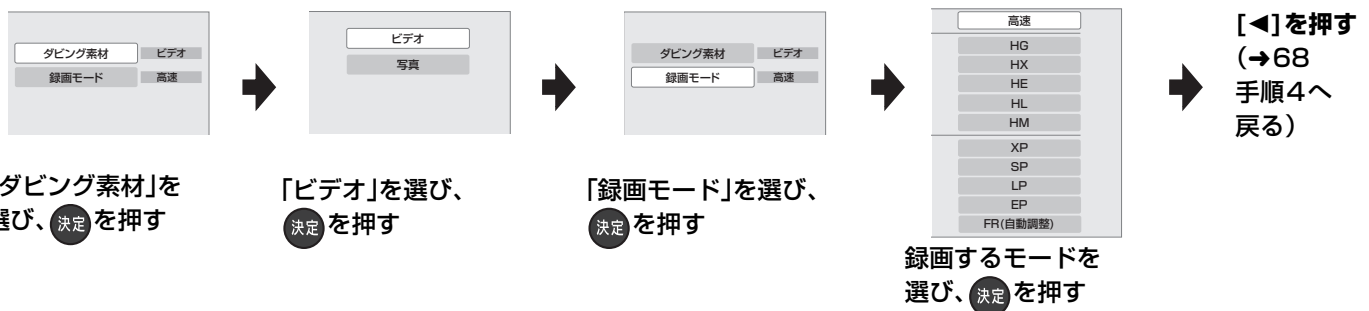 ダビング素材 ビデオ
録画モード 高速
ダビング素材」を
選び、決定を押す
ビデオ
写真
「ビデオ」を選び、
決定を押す
ダビング素材 ビデオ
録画モード 高速
「録画モード」を選び、
決定を押す
高速
HG
HX
HE
HL
HM
XP
SP
LP
EP
FR(自動調整)
録画するモードを
選び、決定を押す
[◀]を押す
(➔68
手順4へ
戻る)